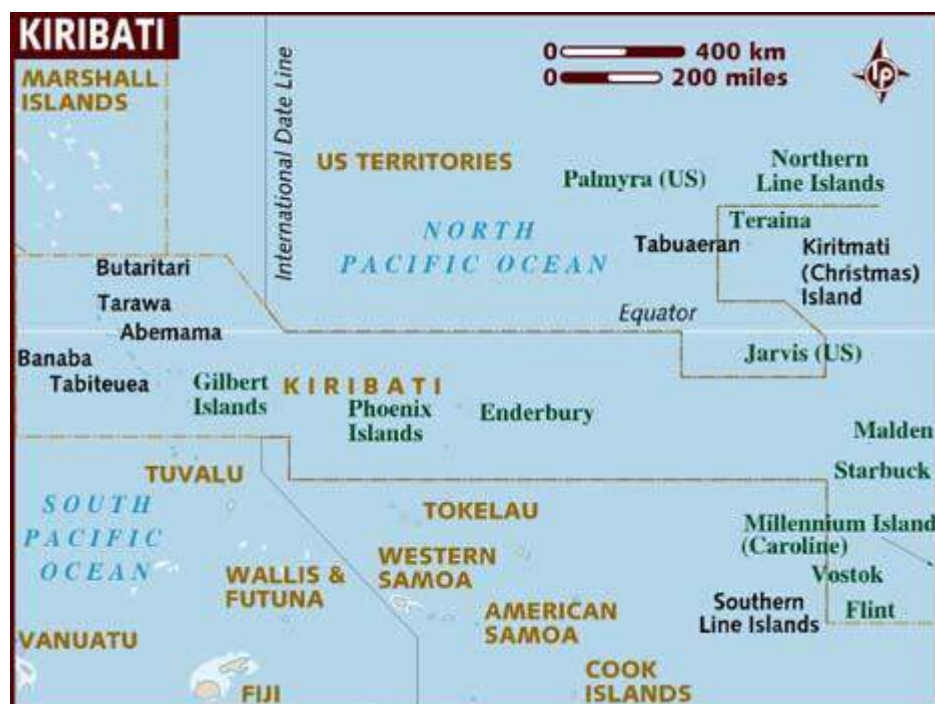 KIRIBATI
MARSHALL
ISLANDS
International Date Line
0 400 km
0 200 miles
lp
US TERRITORIES
Palmyra (US)
Northern
Line Islands
Teraina
NORTH
PACIFIC OCEAN
Tabuaeran
Kiritmati
(Christmas)
Island
Butaritari
Tarawa
Abemama
Equator
Banaba
Tabiteuea
Jarvis (US)
Gilbert
Islands
KIRIBATI
Phoenix
Islands
Enderbury
Malden
Starbuck
TUVALU
SOUTH
PACIFIC
OCEAN
TOKELAU
Millennium Island
(Caroline)
WESTERN
SAMOA
WALLIS &
FUTUNA
Vostok
AMERICAN
SAMOA
Southern
Line Islands
Flint
VANUATU
FIJI
COOK
ISLANDS